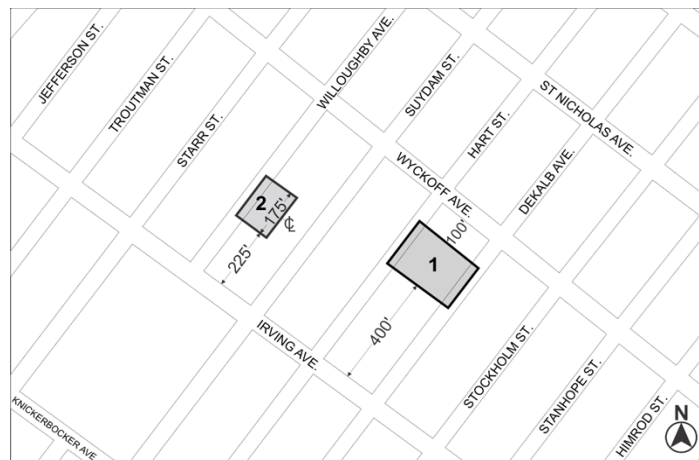 JEFFERSON ST.
TROUTMAN ST.
STARR ST.
WILLOUGHBY AVE.
SUYDAM ST.
HART ST.
ST NICHOLAS AVE.
WYCKOFF AVE.
DEKALB AVE.
2
175'
℄
225'
100'
1
400'
IRVING AVE.
STOCKHOLM ST.
STANHOPE ST.
HIMROD ST.
KNICKERBOCKER AVE
N